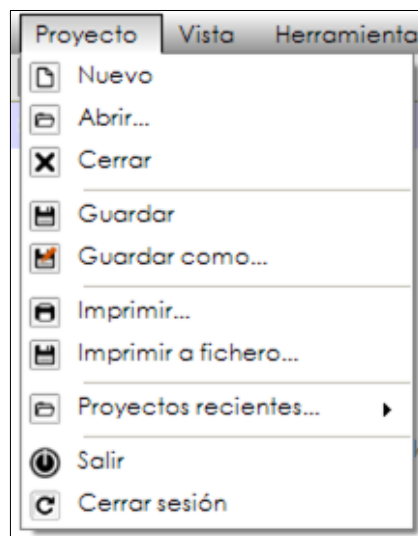 Proyecto Vista Herramienta
Nuevo
Abrir...
Cerrar
Guardar
Guardar como...
Imprimir...
Imprimir a fichero...
Proyectos recientes...
Salir
Cerrar sesión